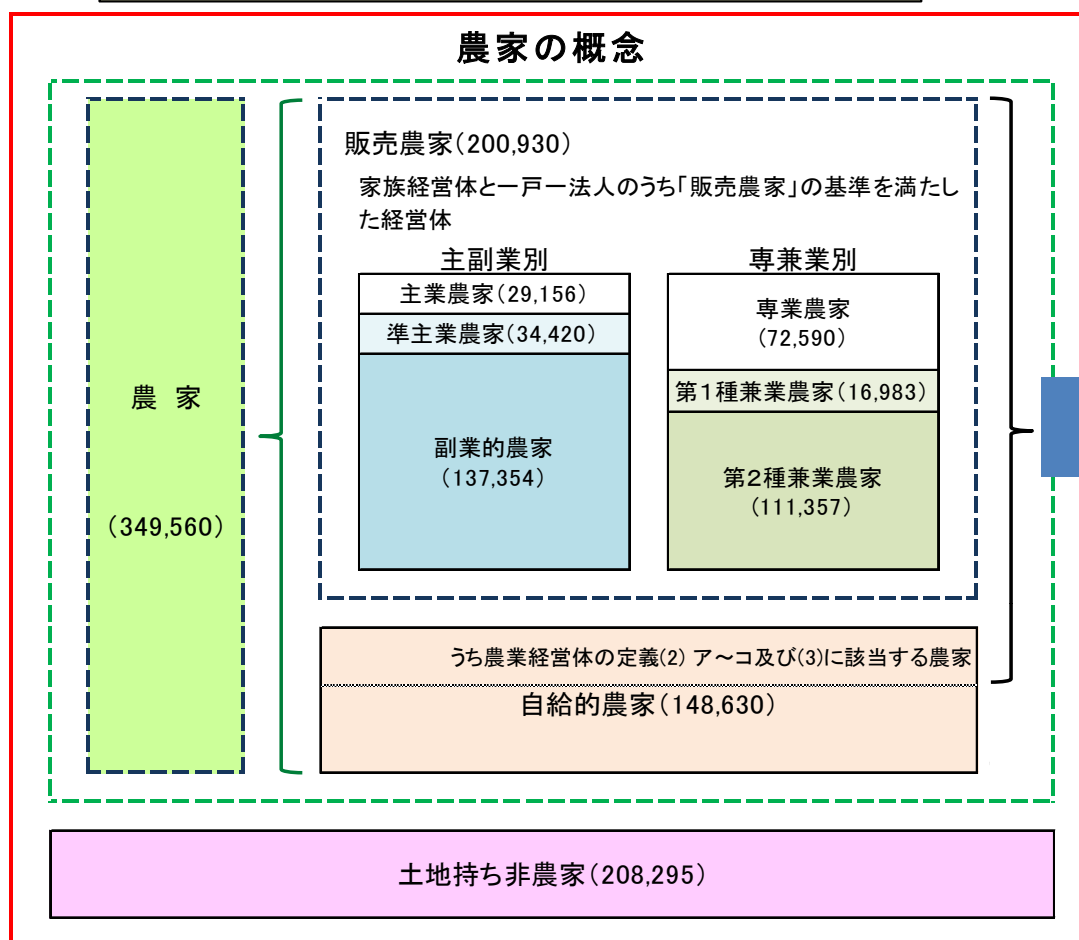 農家の概念
農 家
(349,560)
販売農家(200,930)
家族経営体と一戸一法人のうち「販売農家」の基準を満たし
た経営体
主副業別
主業農家(29,156)
準主業農家(34,420)
副業的農家
(137,354)
専兼業別
専業農家
(72,590)
第1種兼業農家(16,983)
第2種兼業農家
(111,357)
うち農業経営体の定義(2) ア～コ及び(3)に該当する農家
自給的農家(148,630)
土地持ち非農家(208,295)